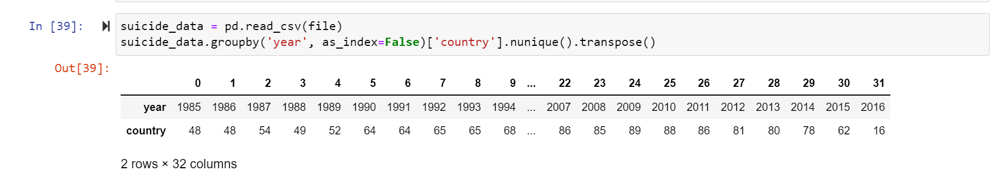 In [39]:
suicide_data = pd.read_csv(file)
suicide_data.groupby('year', as_index=False)['country'].nunique().transpose()
Out[39]:
0 1 2 3 4 5 6 7 8 9 ... 22 23 24 25 26 27 28 29 30 31
year 1985 1986 1987 1988 1989 1990 1991 1992 1993 1994 ... 2007 2008 2009 2010 2011 2012 2013 2014 2015 2016
country 48 48 54 49 52 64 64 65 65 68 ... 86 85 89 88 86 81 80 78 62 16
2 rows × 32 columns